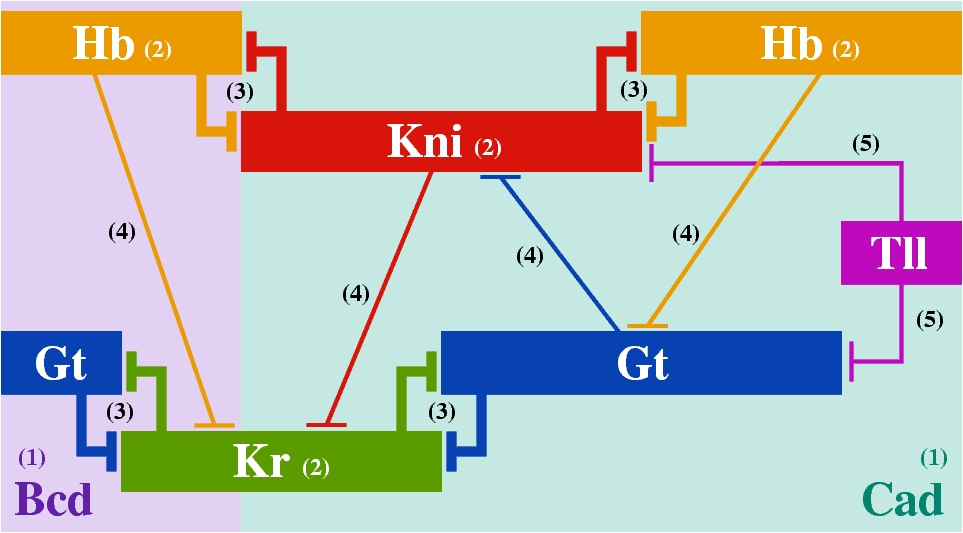 Hb (2)
Hb (2)
(3)
(3)
Kni (2)
(5)
(4)
(4)
(4)
Tll
(4)
(5)
Gt
Gt
(3)
(3)
Kr (2)
(1)
Bcd
(1)
Cad